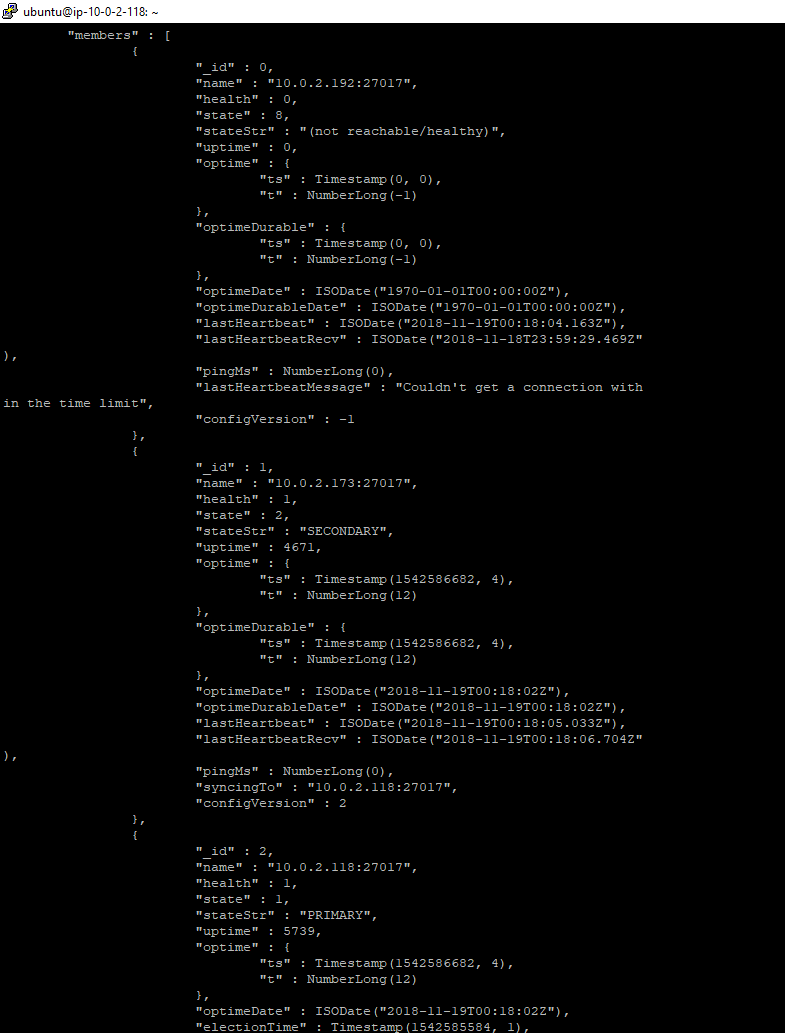 ubuntu@ip-10-0-2-118: ~
"members" : [
{
"_id" : 0,
"name" : "10.0.2.192:27017",
"health" : 0,
"state" : 8,
"stateStr" : "(not reachable/healthy)",
"uptime" : 0,
"optime" : {
"ts" : Timestamp(0, 0),
"t" : NumberLong(-1)
},
"optimeDurable" : {
"ts" : Timestamp(0, 0),
"t" : NumberLong(-1)
},
"optimeDate" : ISODate("1970-01-01T00:00:00Z"),
"optimeDurableDate" : ISODate("1970-01-01T00:00:00Z"),
"lastHeartbeat" : ISODate("2018-11-19T00:18:04.163Z"),
"lastHeartbeatRecv" : ISODate("2018-11-18T23:59:29.469Z"
),
"pingMs" : NumberLong(0),
"lastHeartbeatMessage" : "Couldn't get a connection with
in the time limit",
"configVersion" : -1
},
{
"_id" : 1,
"name" : "10.0.2.173:27017",
"health" : 1,
"state" : 2,
"stateStr" : "SECONDARY",
"uptime" : 4671,
"optime" : {
"ts" : Timestamp(1542586682, 4),
"t" : NumberLong(12)
},
"optimeDurable" : {
"ts" : Timestamp(1542586682, 4),
"t" : NumberLong(12)
},
"optimeDate" : ISODate("2018-11-19T00:18:02Z"),
"optimeDurableDate" : ISODate("2018-11-19T00:18:02Z"),
"lastHeartbeat" : ISODate("2018-11-19T00:18:05.033Z"),
"lastHeartbeatRecv" : ISODate("2018-11-19T00:18:06.704Z"
),
"pingMs" : NumberLong(0),
"syncingTo" : "10.0.2.118:27017",
"configVersion" : 2
},
{
"_id" : 2,
"name" : "10.0.2.118:27017",
"health" : 1,
"state" : 1,
"stateStr" : "PRIMARY",
"uptime" : 5739,
"optime" : {
"ts" : Timestamp(1542586682, 4),
"t" : NumberLong(12)
},
"optimeDate" : ISODate("2018-11-19T00:18:02Z"),
"electionTime" : Timestamp(1542585584, 1),